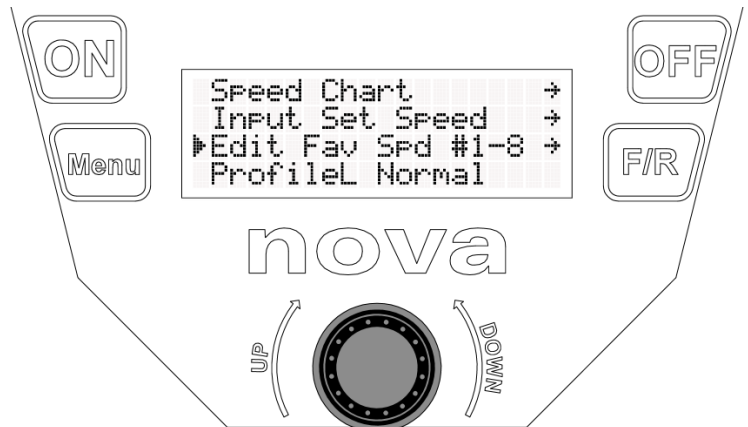 ON
OFF
Speed Chart →
Input Set Speed →
▶Edit Fav Spd #1-8 →
ProfileL Normal
Menu
F/R
nova
UP
DOWN